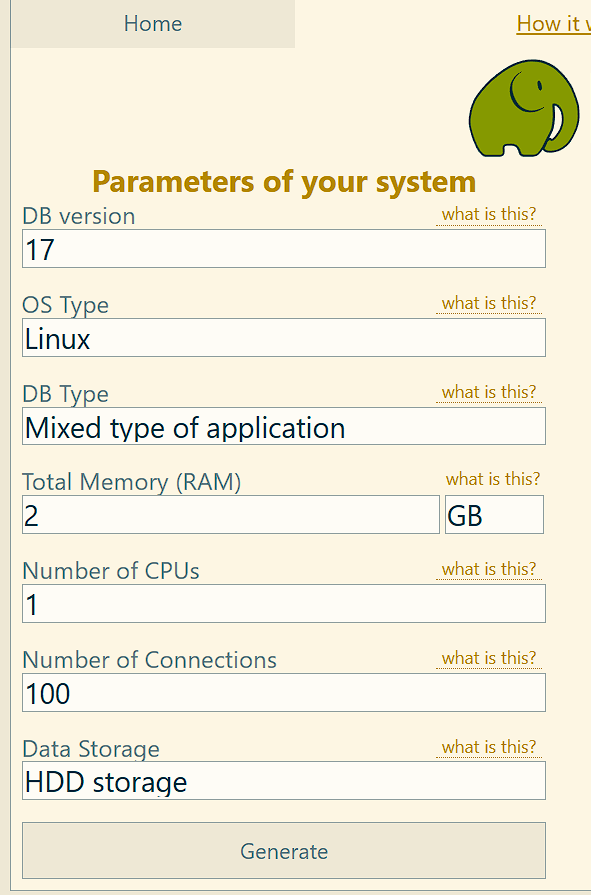 Home
How it
Parameters of your system
DB version what is this?
17
OS Type what is this?
Linux
DB Type what is this?
Mixed type of application
Total Memory (RAM) what is this?
2 GB
Number of CPUs what is this?
1
Number of Connections what is this?
100
Data Storage what is this?
HDD storage
Generate